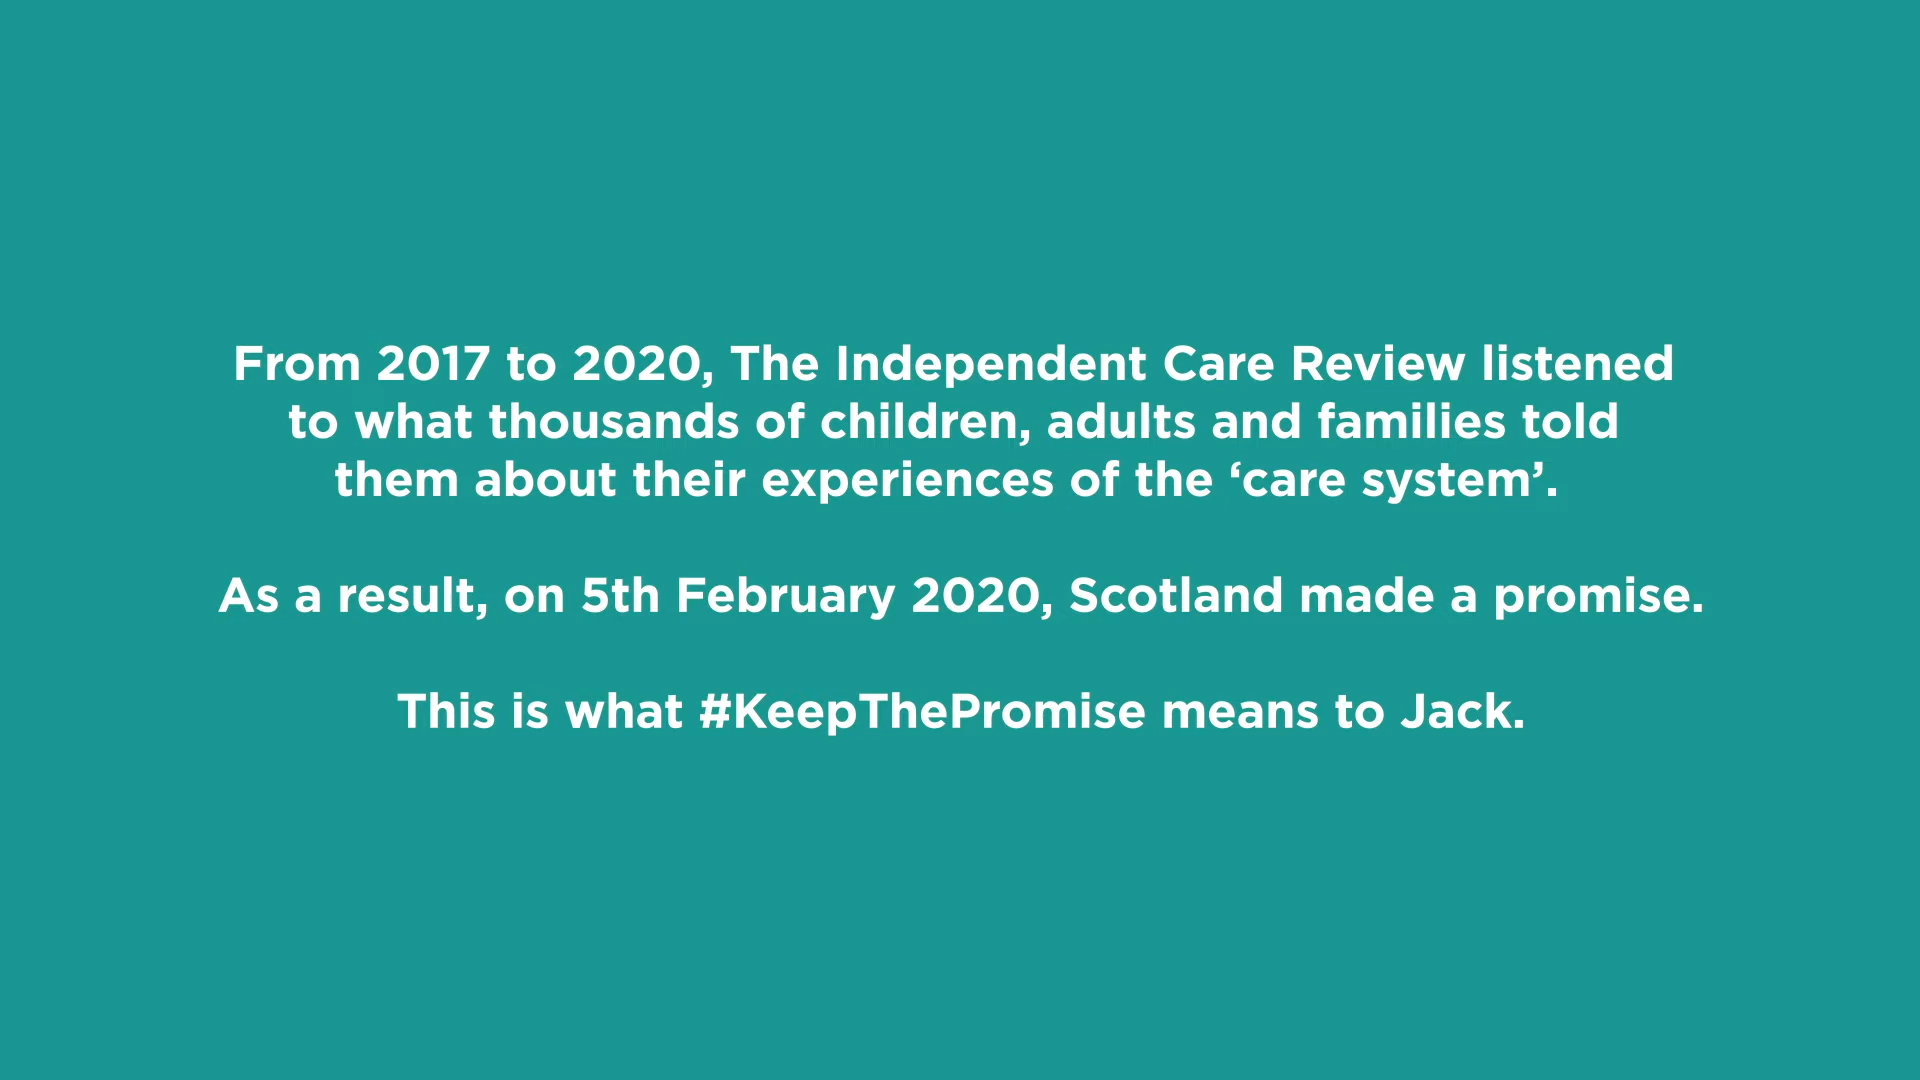 From 2017 to 2020, The Independent Care Review listened
to what thousands of children, adults and families told
them about their experiences of the ‘care system’.
As a result, on 5th February 2020, Scotland made a promise.
This is what #KeepThePromise means to Jack.